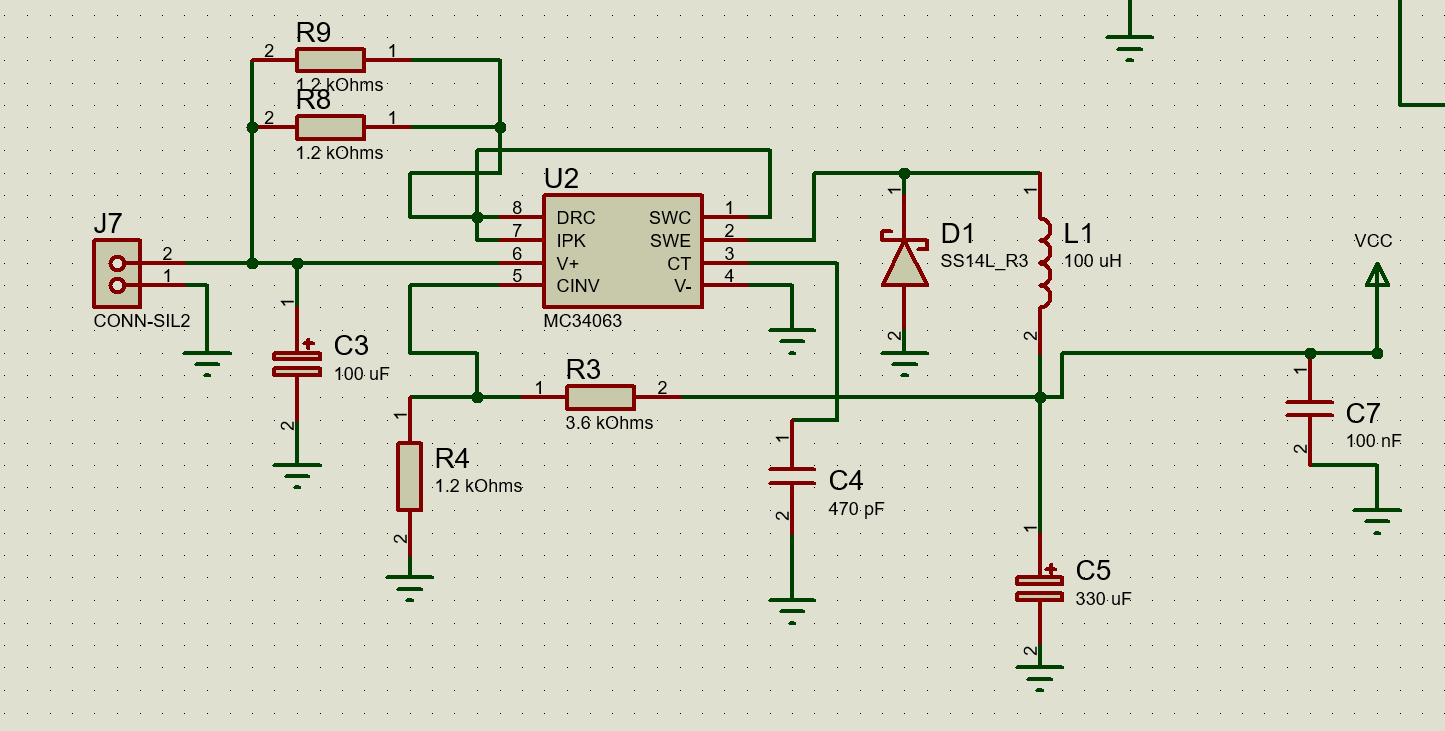 R9
2 1
1.2 kOhms
R8
2 1
1.2 kOhms
U2
J7
2
1
CONN-SIL2
8 DRC SWC 1
7 IPK SWE 2
6 V+ CT 3
5 CINV V- 4
MC34063
1
D1
SS14L_R3
2
1
L1
100 uH
2
VCC
1
+
C3
100 uF
2
R3
1 2
3.6 kOhms
1
R4
1.2 kOhms
2
1
C4
470 pF
2
1
C7
100 nF
2
1
+
C5
330 uF
2